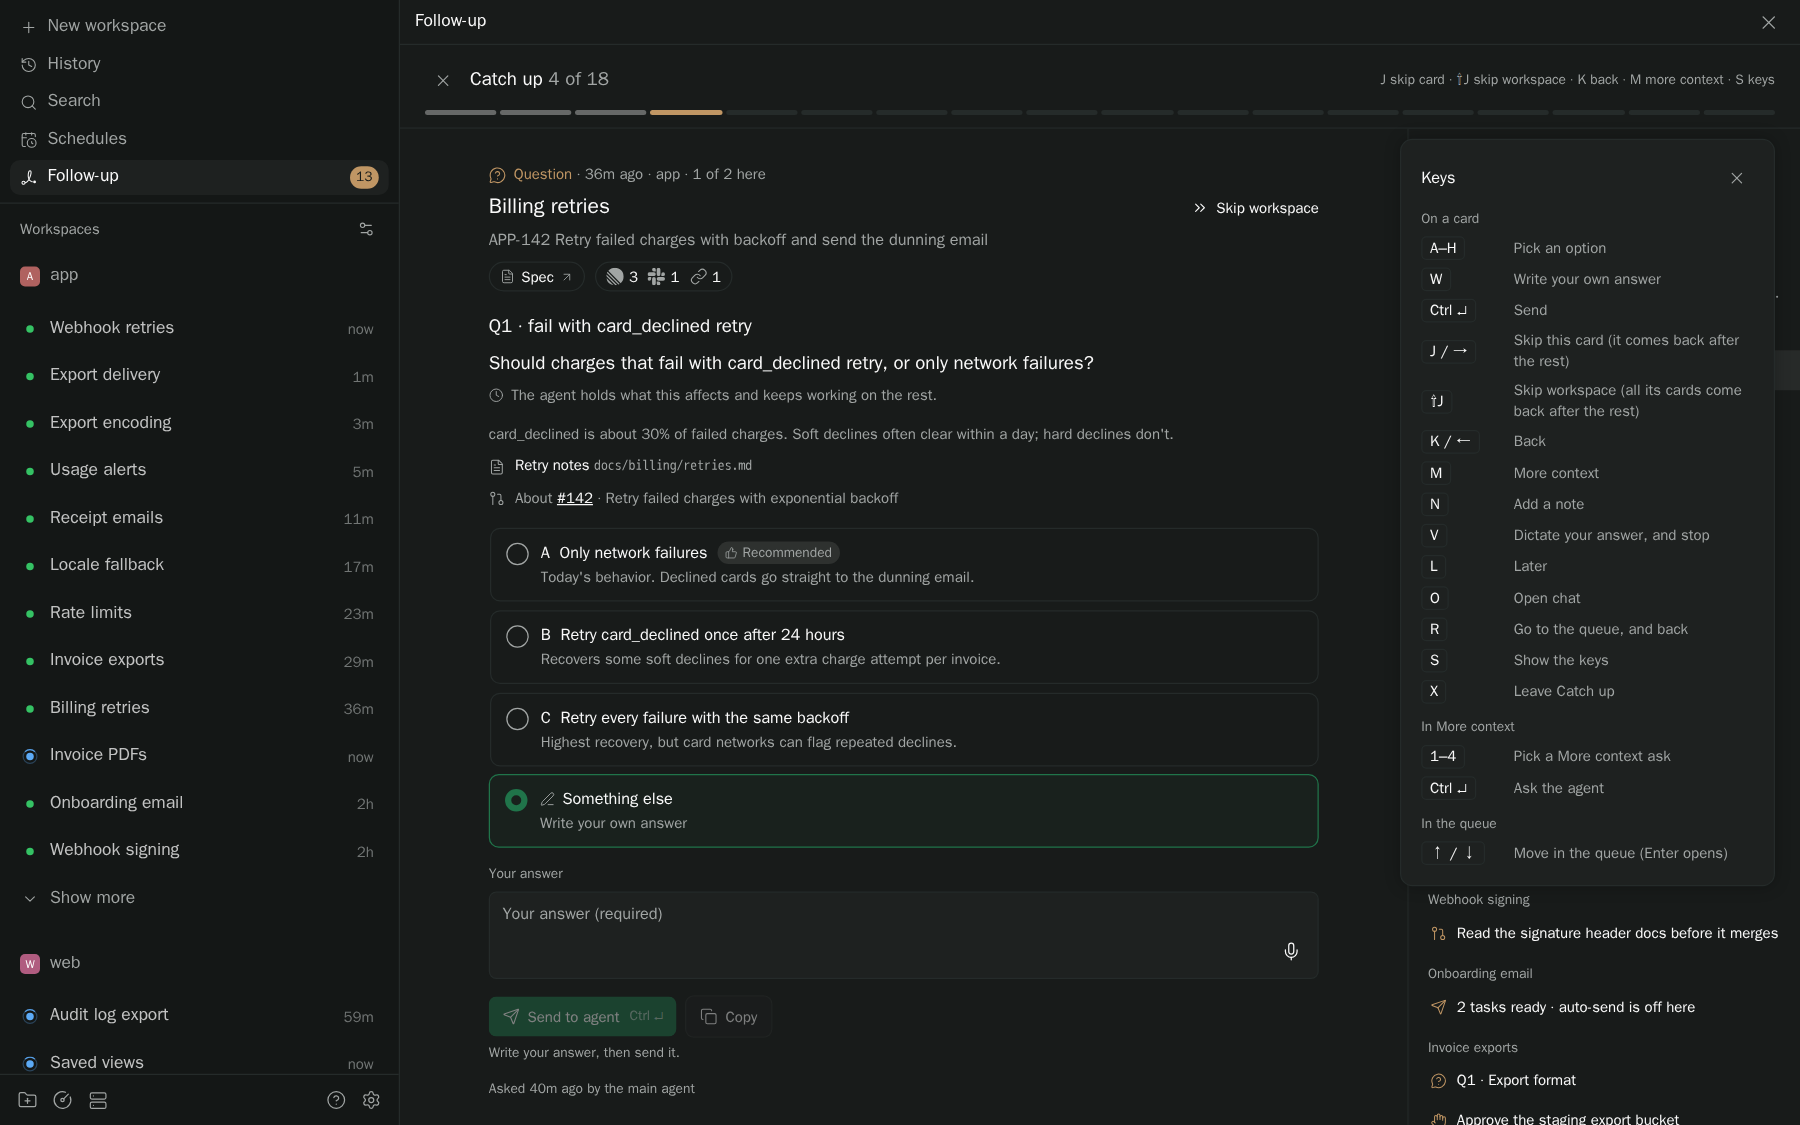 New workspace
History
Search
Schedules
Follow-up 13
Workspaces
A app
Webhook retries now
Export delivery 1m
Export encoding 3m
Usage alerts 5m
Receipt emails 11m
Locale fallback 17m
Rate limits 23m
Invoice exports 29m
Billing retries 36m
Invoice PDFs now
Onboarding email 2h
Webhook signing 2h
Show more
W web
Audit log export 59m
Saved views now
Follow-up
Catch up 4 of 18
J skip card · ⇧J skip workspace · K back · M more context · S keys
Question · 36m ago · app · 1 of 2 here
Billing retries
Skip workspace
APP-142 Retry failed charges with backoff and send the dunning email
Spec ↗ 3 1 1
Q1 · fail with card_declined retry
Should charges that fail with card_declined retry, or only network failures?
The agent holds what this affects and keeps working on the rest.
card_declined is about 30% of failed charges. Soft declines often clear within a day; hard declines don't.
Retry notes docs/billing/retries.md
About #142 · Retry failed charges with exponential backoff
A Only network failures Recommended
Today's behavior. Declined cards go straight to the dunning email.
B Retry card_declined once after 24 hours
Recovers some soft declines for one extra charge attempt per invoice.
C Retry every failure with the same backoff
Highest recovery, but card networks can flag repeated declines.
Something else
Write your own answer
Your answer
Your answer (required)
Send to agent Ctrl ↵
Copy
Write your answer, then send it.
Asked 40m ago by the main agent
Keys
On a card
A–H Pick an option
W Write your own answer
Ctrl ↵ Send
J / → Skip this card (it comes back after
the rest)
⇧J Skip workspace (all its cards come
back after the rest)
K / ← Back
M More context
N Add a note
V Dictate your answer, and stop
L Later
O Open chat
R Go to the queue, and back
S Show the keys
X Leave Catch up
In More context
1–4 Pick a More context ask
Ctrl ↵ Ask the agent
In the queue
↑ / ↓ Move in the queue (Enter opens)
Webhook signing
Read the signature header docs before it merges
Onboarding email
2 tasks ready · auto-send is off here
Invoice exports
Q1 · Export format
Approve the staging export bucket